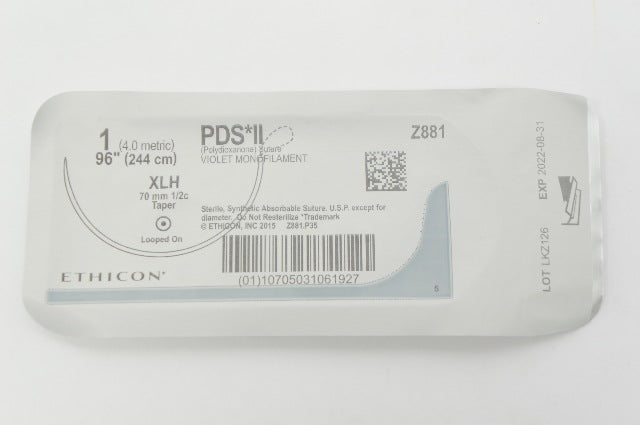 1 (4.0 metric)
96" (244 cm)
PDS*II
(Polydioxanone) Suture
VIOLET MONOFILAMENT
Z881
XLH
70 mm 1/2c
Taper
Looped On
Sterile, Synthetic Absorbable Suture, U.S.P. except for
diameter. Do Not Resterilize *Trademark
© ETHICON, INC 2015 Z881.P35
ETHICON*
(01)10705031061927
5
LOT LKZ126
EXP 2022-08-31